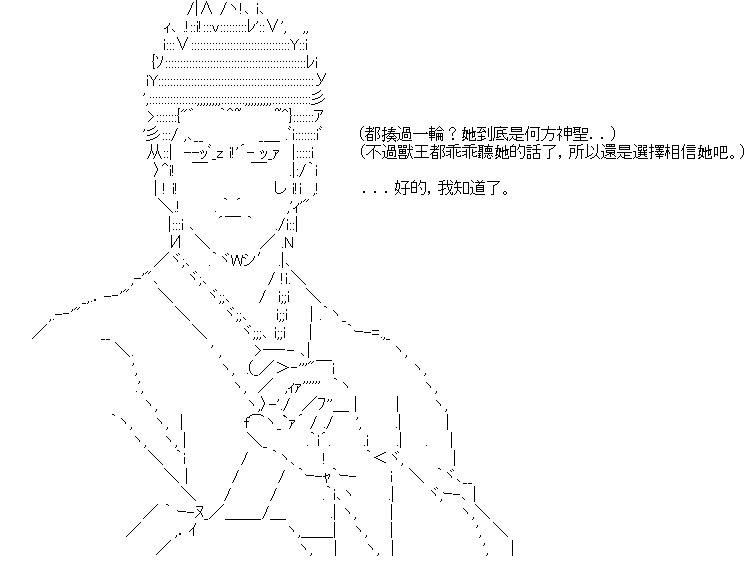 （都揍過一輪？她到底是何方神聖．．）
（不過獸王都乖乖聽她的話了，所以還是選擇相信她吧。）
．．．好的，我知道了。